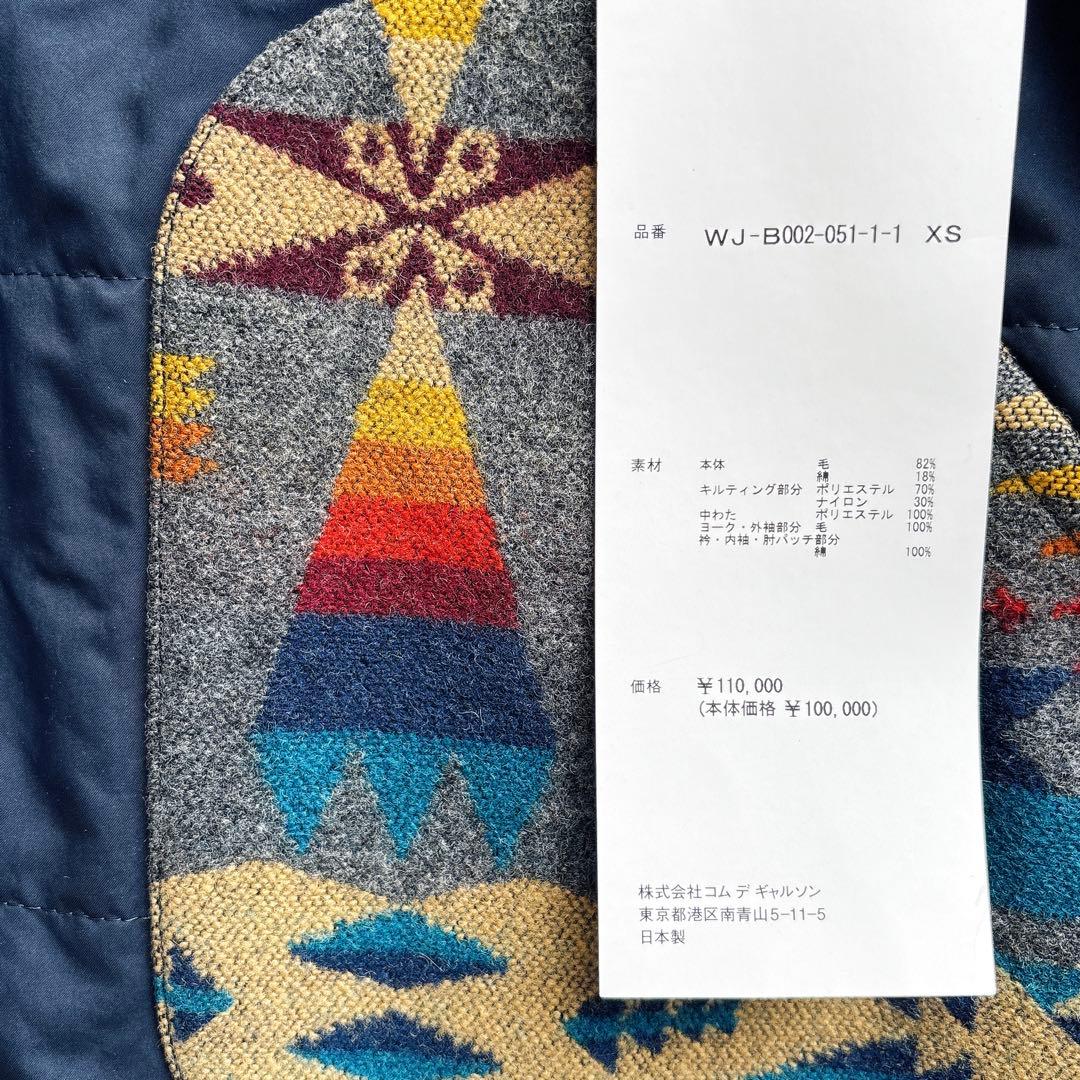 品番 WJ-B002-051-1-1 XS
素材 本体 毛 82%
綿 18%
キルティング部分 ポリエステル 70%
ナイロン 30%
中わた ポリエステル 100%
ヨーク・外袖部分 毛 100%
衿・内袖・肘パッチ部分
綿 100%
価格 ¥110,000
(本体価格 ¥100,000)
株式会社コム デ ギャルソン
東京都港区南青山5-11-5
日本製